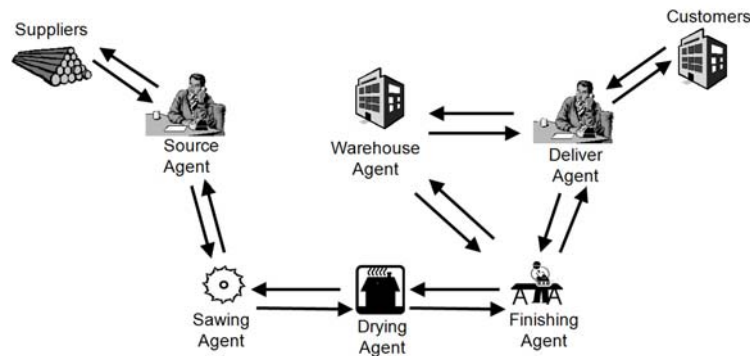 Suppliers
Customers
Source
Agent
Warehouse
Agent
Deliver
Agent
Sawing
Agent
Drying
Agent
Finishing
Agent